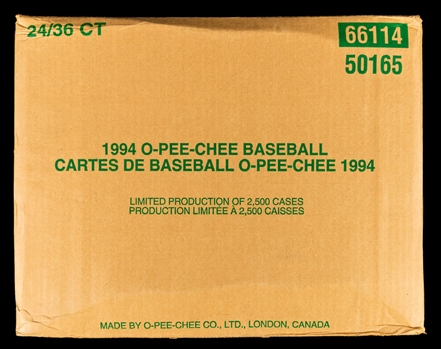 24/36 CT
66114
50165
1994 O-PEE-CHEE BASEBALL
CARTES DE BASEBALL O-PEE-CHEE 1994
LIMITED PRODUCTION OF 2,500 CASES
PRODUCTION LIMITÉE À 2,500 CAISSES
MADE BY O-PEE-CHEE CO., LTD., LONDON, CANADA